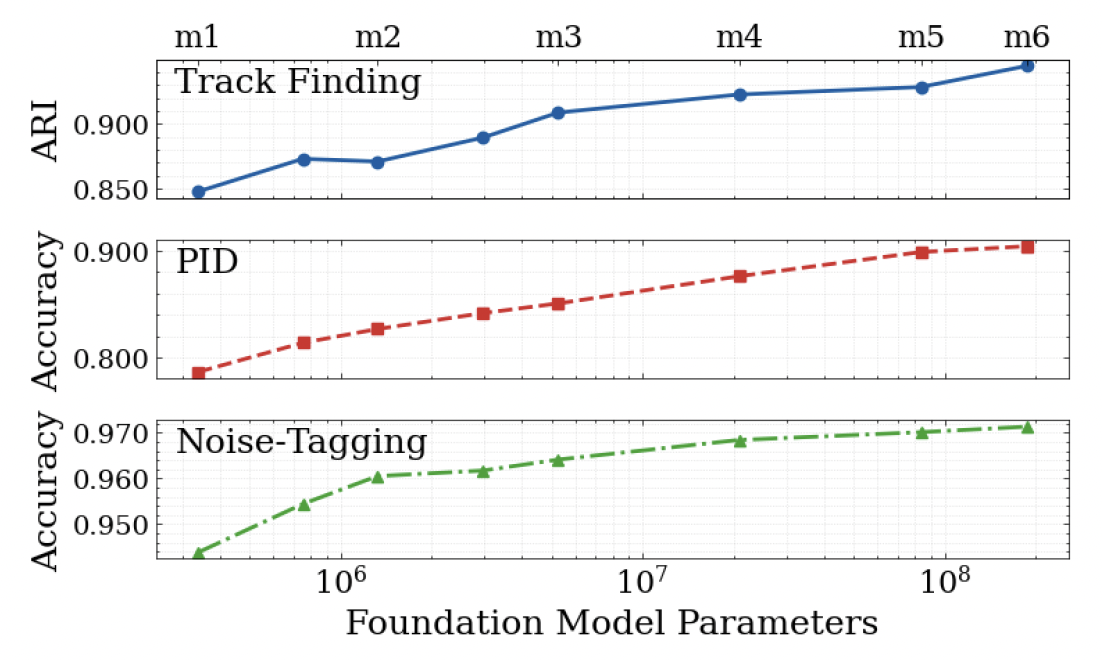 m1 m2 m3 m4 m5 m6
Track Finding
ARI
0.900
0.850
PID
Accuracy
0.900
0.800
Noise-Tagging
Accuracy
0.970
0.960
0.950
10⁶ 10⁷ 10⁸
Foundation Model Parameters